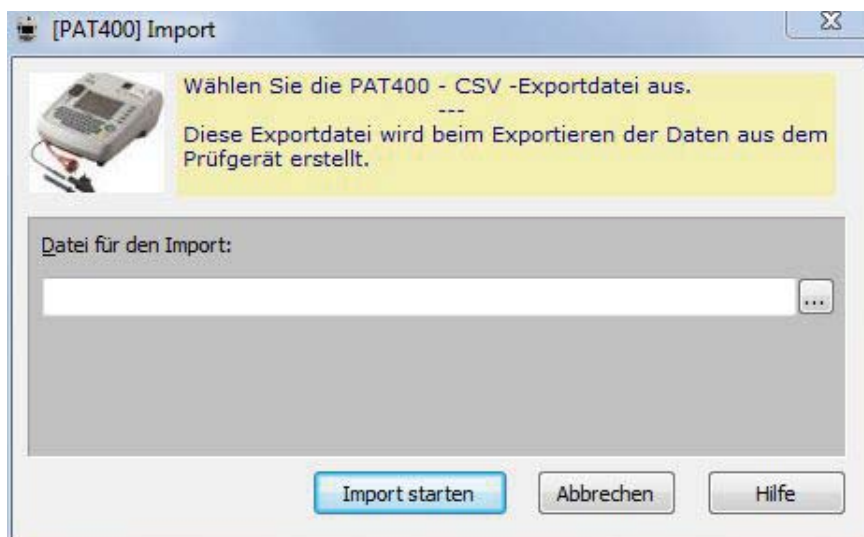 [PAT400] Import
Wählen Sie die PAT400 - CSV -Exportdatei aus.
---
Diese Exportdatei wird beim Exportieren der Daten aus dem
Prüfgerät erstellt.
Datei für den Import:
...
Import starten Abbrechen Hilfe